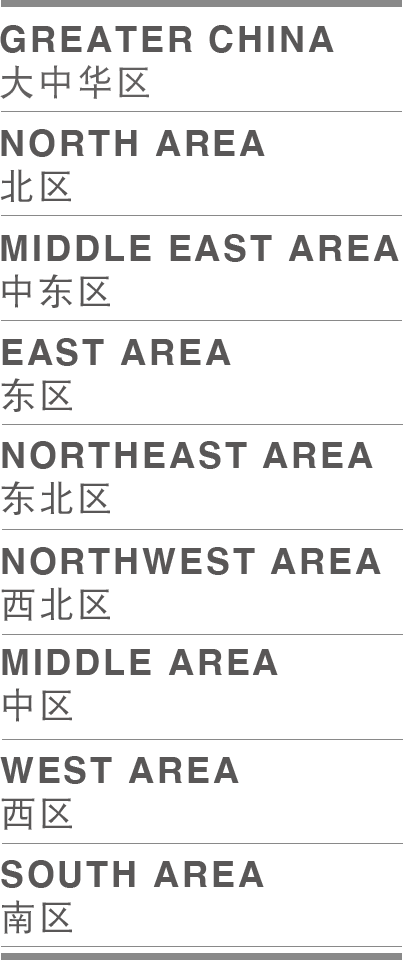 GREATER CHINA
大中华区
NORTH AREA
北区
MIDDLE EAST AREA
中东区
EAST AREA
东区
NORTHEAST AREA
东北区
NORTHWEST AREA
西北区
MIDDLE AREA
中区
WEST AREA
西区
SOUTH AREA
南区